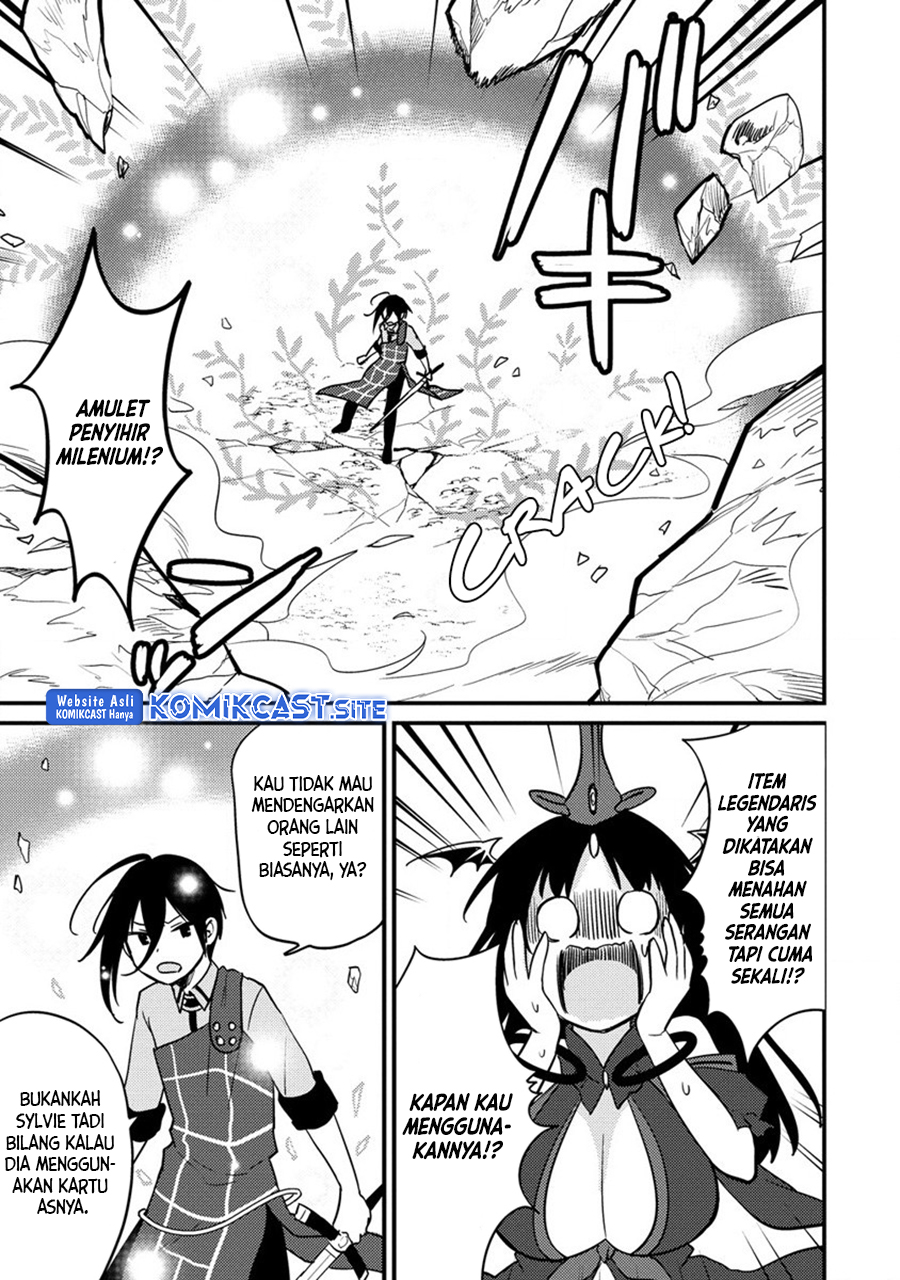 AMULET
PENYIHIR
MILENIUM!?
CRACK!
Website Asli
KOMIKCAST Hanya
KOMIKCAST.SITE
ITEM
LEGENDARIS
YANG
DIKATAKAN
BISA
MENAHAN
SEMUA
SERANGAN
TAPI CUMA
SEKALI!?
KAPAN KAU
MENGGUNA-
KANNYA!?
KAU TIDAK MAU
MENDENGARKAN
ORANG LAIN
SEPERTI
BIASANYA, YA?
BUKANKAH
SYLVIE TADI
BILANG KALAU
DIA MENGGUN-
AKAN KARTU
ASNYA.